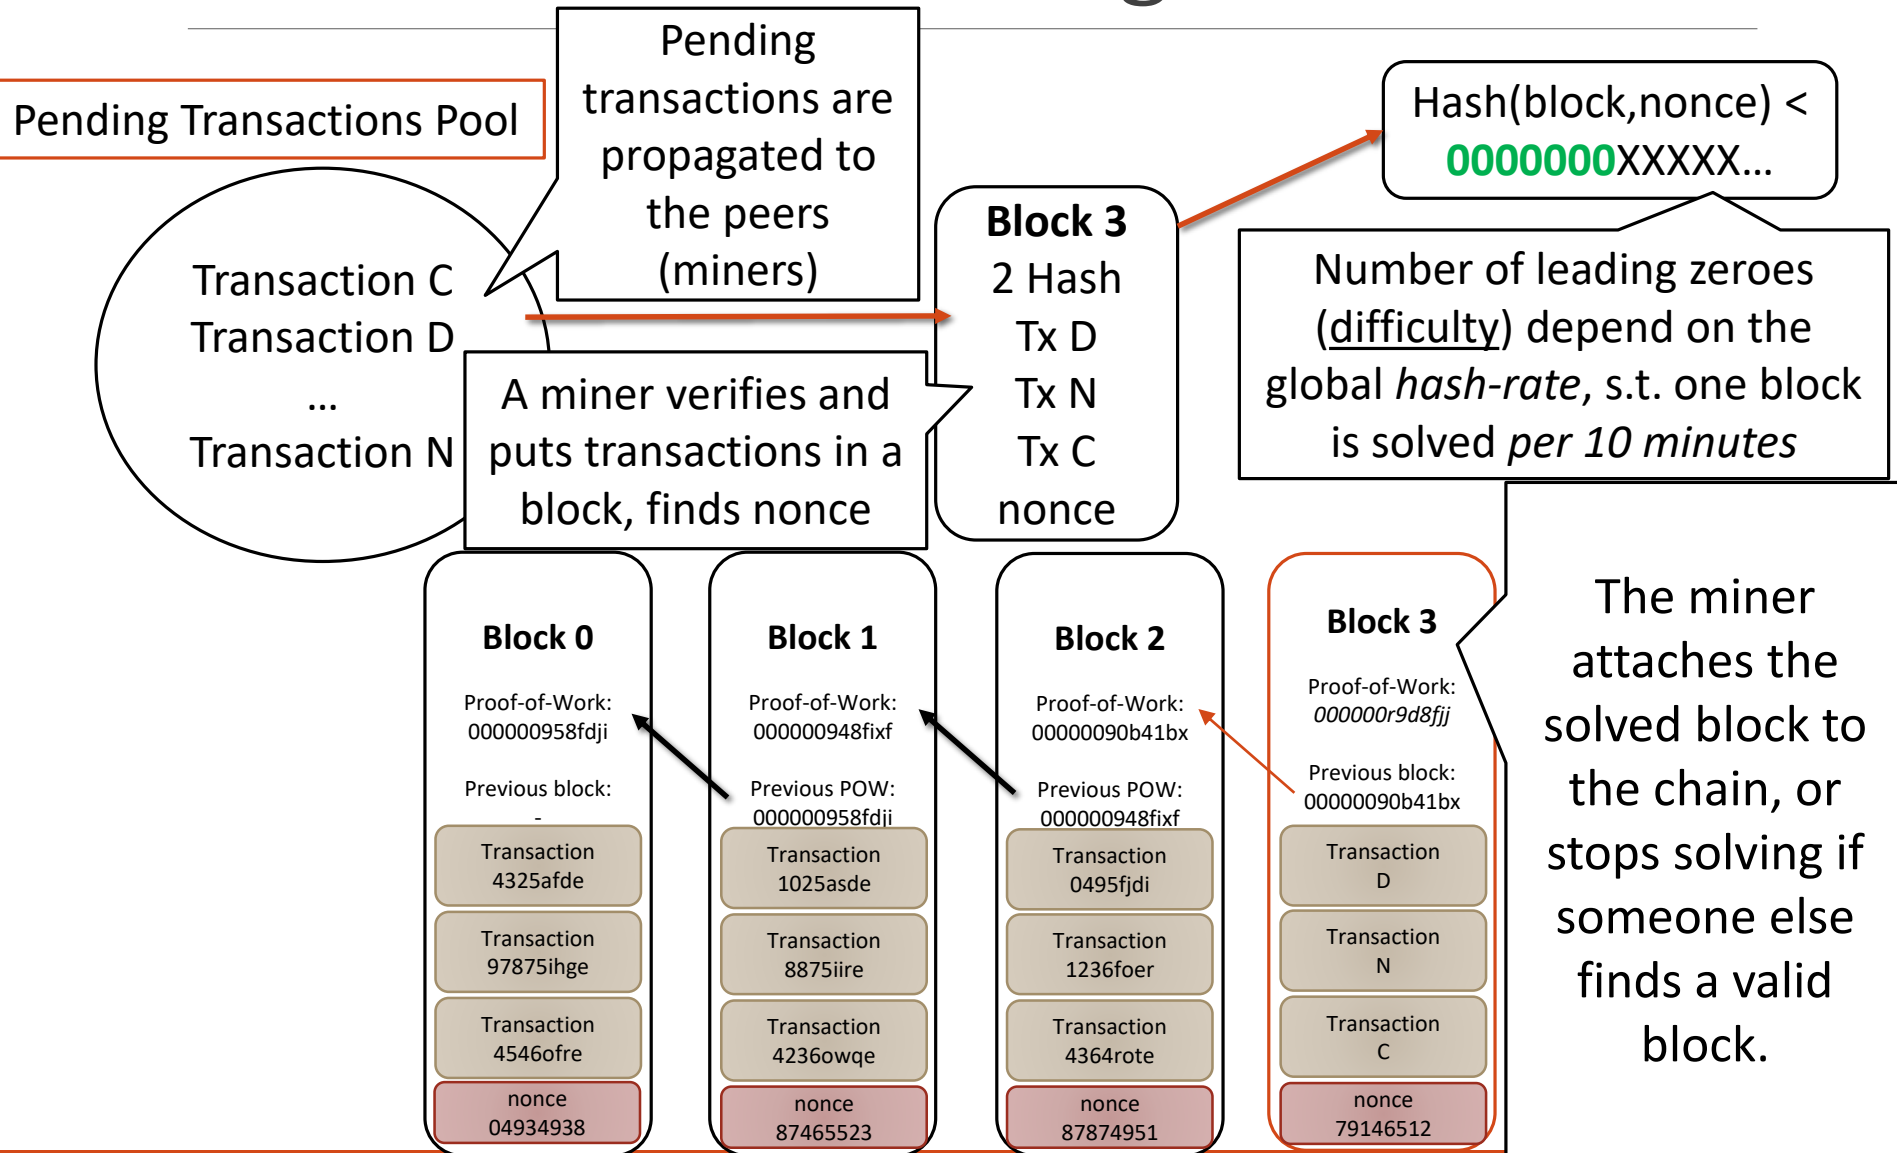 Pending Transactions Pool
Pending
transactions are
propagated to
the peers
(miners)
Hash(block,nonce) <
0000000XXXXX...
Transaction C
Transaction D
...
Transaction N
A miner verifies and
puts transactions in a
block, finds nonce
Block 3
2 Hash
Tx D
Tx N
Tx C
nonce
Number of leading zeroes
(difficulty) depend on the
global hash-rate, s.t. one block
is solved per 10 minutes
Block 0
Proof-of-Work:
000000958fdji
Previous block:
-
Transaction
4325afde
Transaction
97875ihge
Transaction
4546ofre
nonce
04934938
Block 1
Proof-of-Work:
000000948fixf
Previous POW:
000000958fdji
Transaction
1025asde
Transaction
8875iire
Transaction
4236owqe
nonce
87465523
Block 2
Proof-of-Work:
00000090b41bx
Previous POW:
000000948fixf
Transaction
0495fjdi
Transaction
1236foer
Transaction
4364rote
nonce
87874951
Block 3
Proof-of-Work:
000000r9d8fjj
Previous block:
00000090b41bx
Transaction
D
Transaction
N
Transaction
C
nonce
79146512
The miner
attaches the
solved block to
the chain, or
stops solving if
someone else
finds a valid
block.